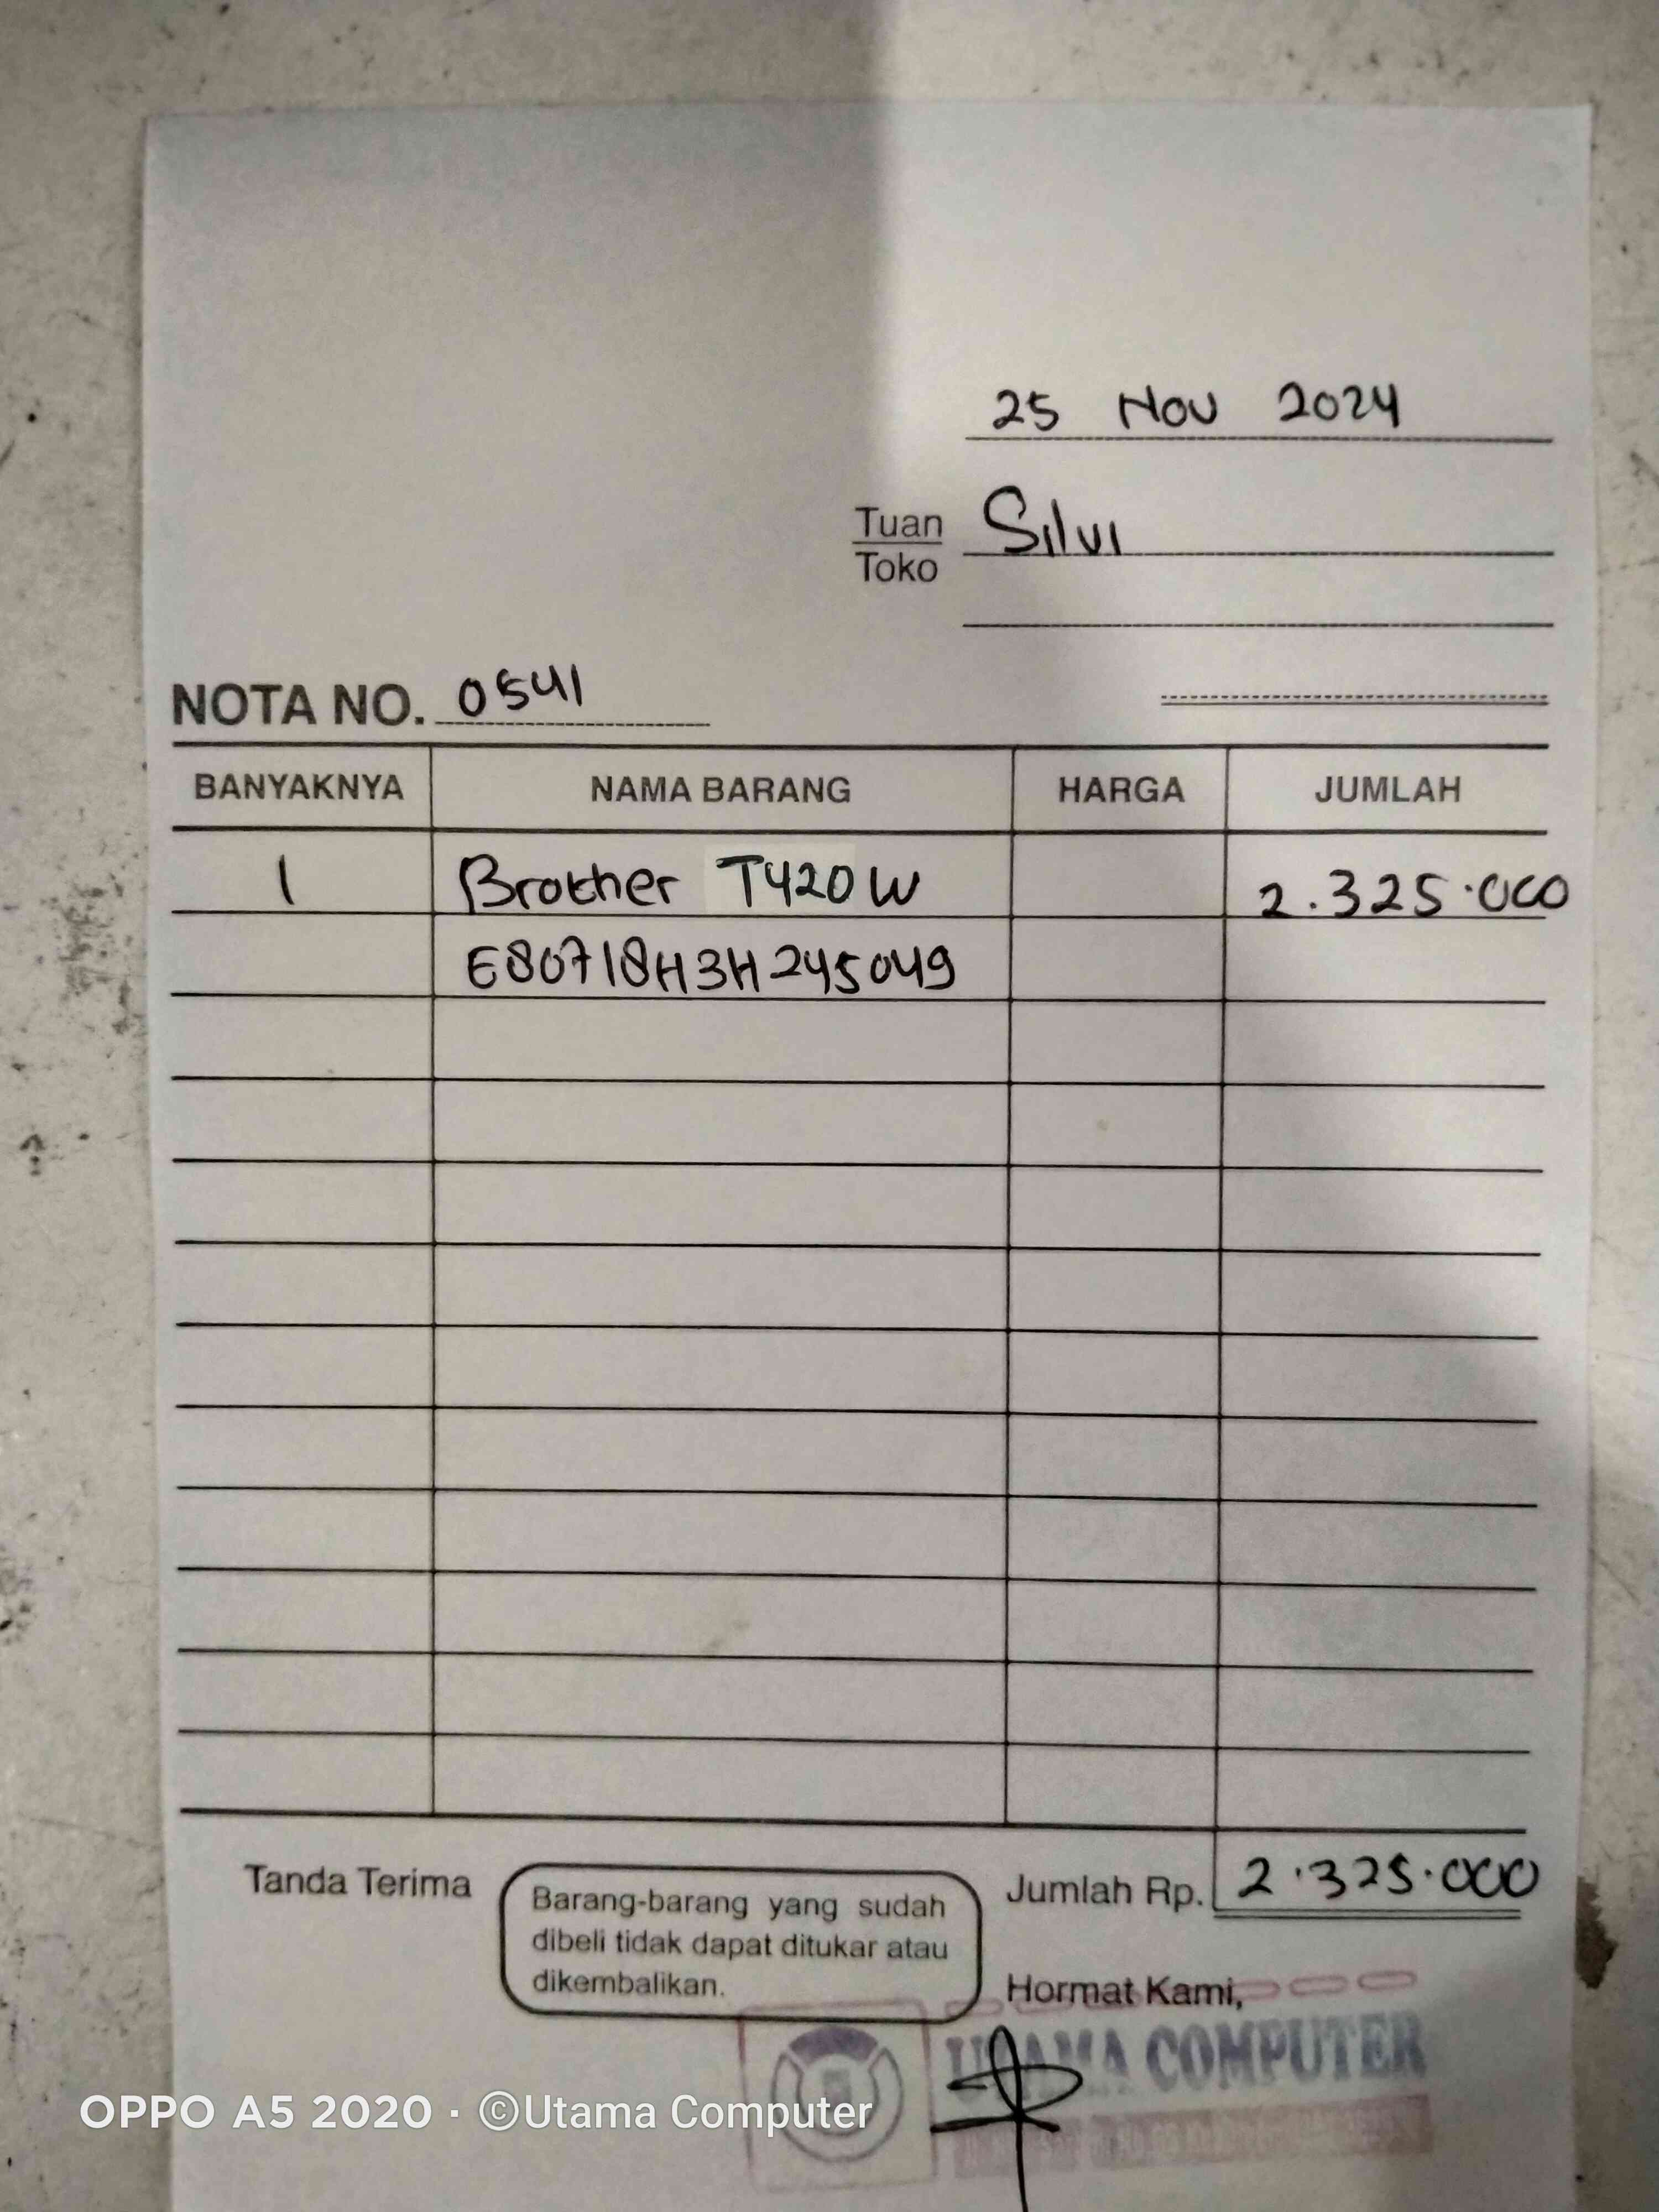 25 Nov 2024
Tuan Silvi
Toko
NOTA NO. 0541
BANYAKNYA NAMA BARANG HARGA JUMLAH
1 Brother T420W 2.325.000
E80718H3H245049
Tanda Terima
Barang-barang yang sudah
dibeli tidak dapat ditukar atau
dikembalikan.
Jumlah Rp. 2.325.000
Hormat Kami,
UTAMA COMPUTER
OPPO A5 2020 · ©Utama Computer